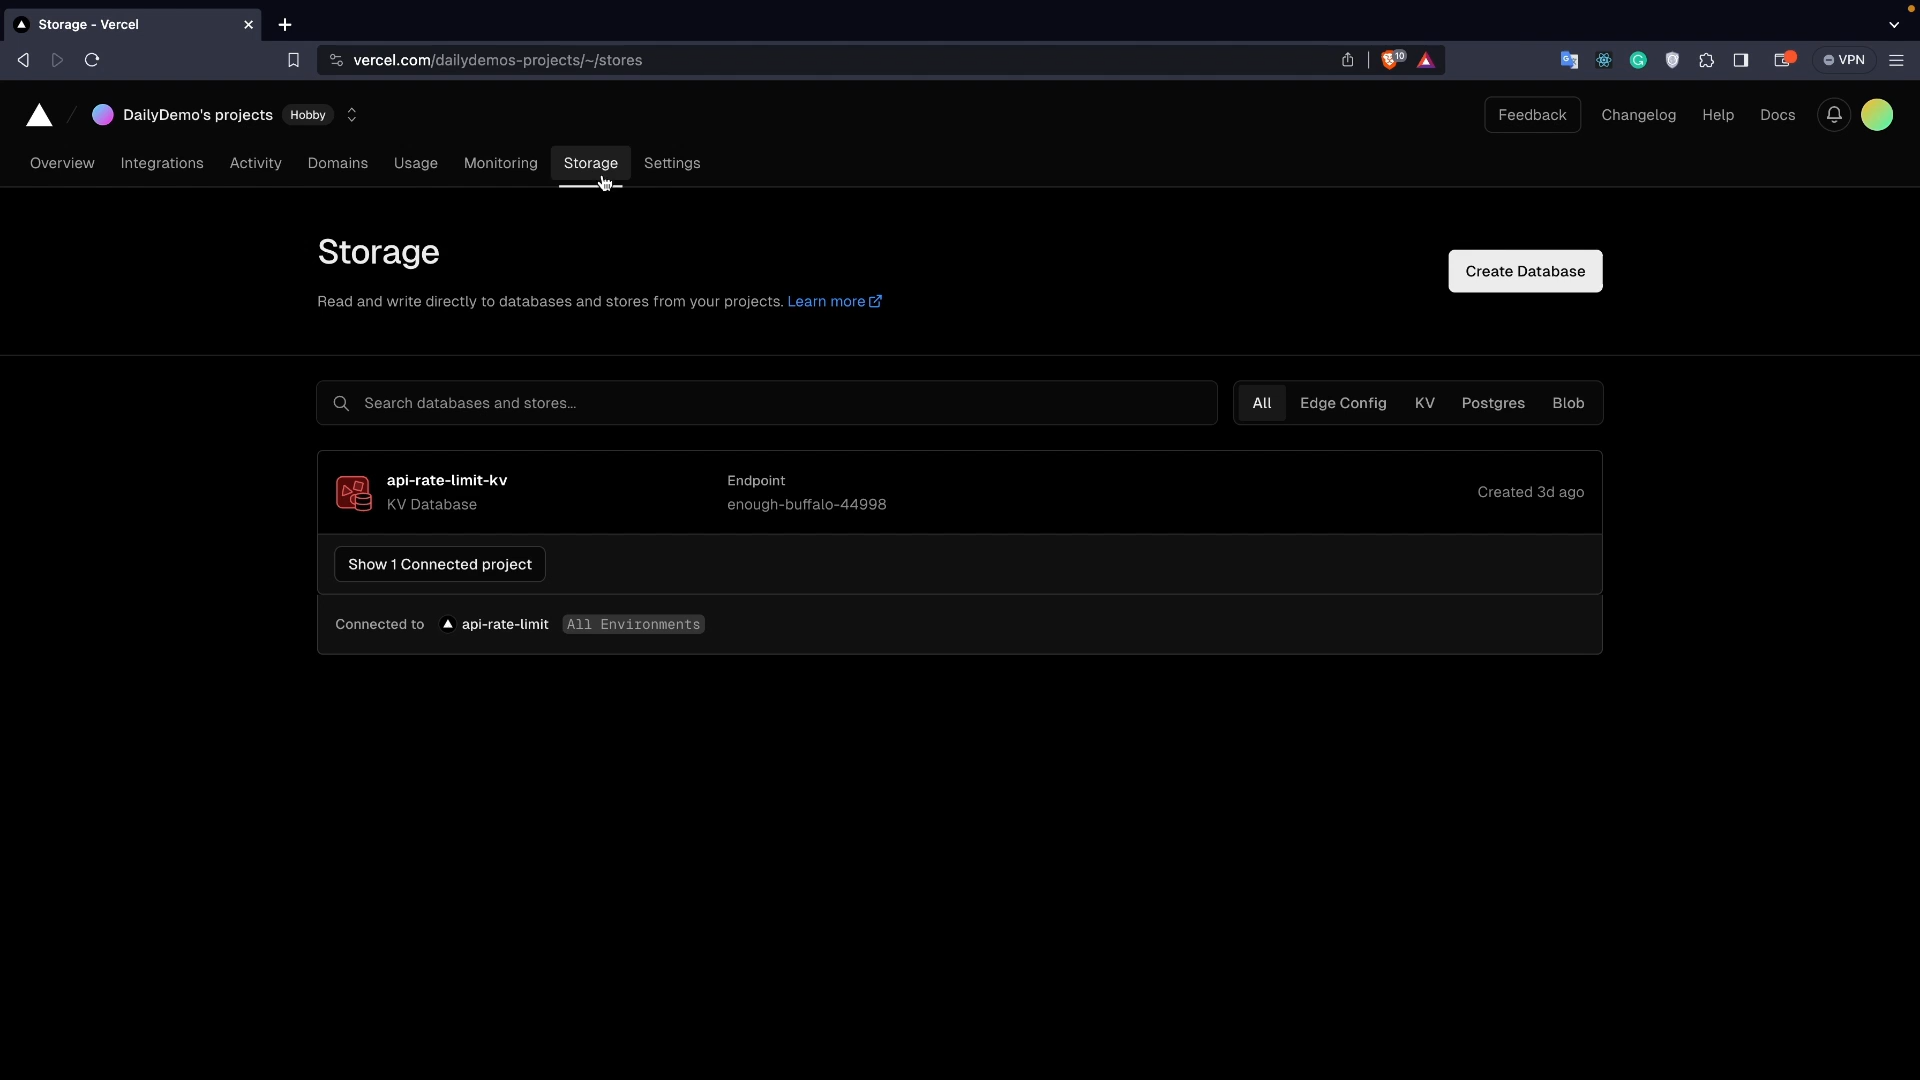 Storage - Vercel
vercel.com/dailydemos-projects/~/stores
10
VPN
DailyDemo's projects Hobby
Feedback Changelog Help Docs
Overview Integrations Activity Domains Usage Monitoring Storage Settings
Storage
Create Database
Read and write directly to databases and stores from your projects. Learn more
Search databases and stores...
All Edge Config KV Postgres Blob
api-rate-limit-kv
KV Database
Endpoint
enough-buffalo-44998
Created 3d ago
Show 1 Connected project
Connected to api-rate-limit All Environments